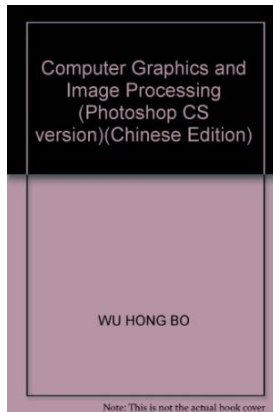 Computer Graphics and
Image Processing
(Photoshop CS
version)(Chinese Edition)
WU HONG BO
Note: This is not the actual book cover